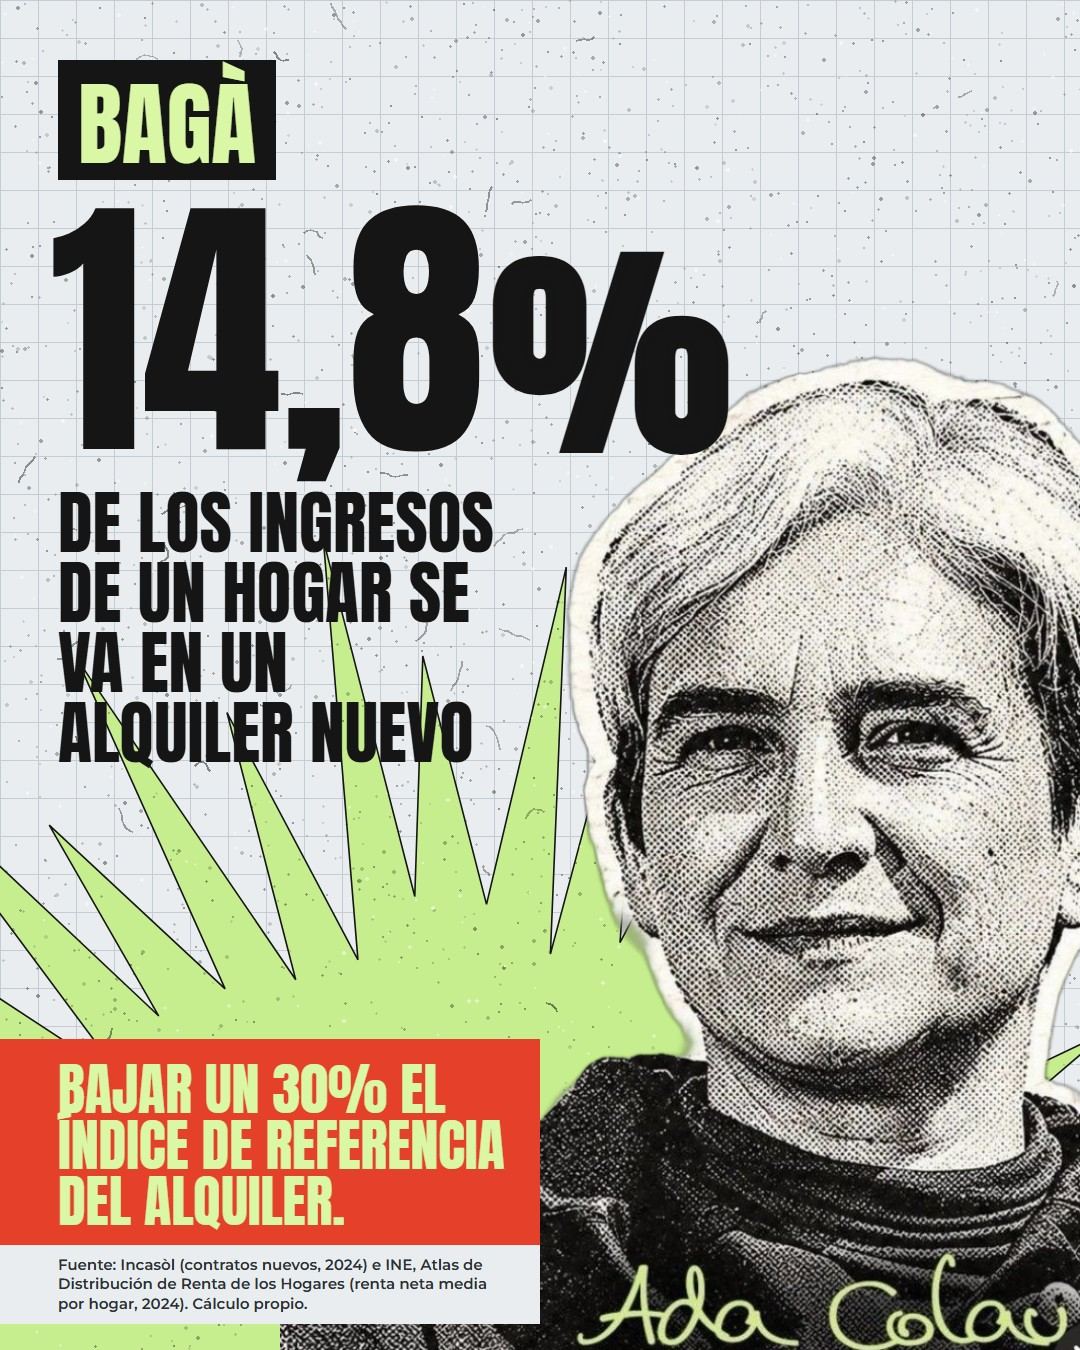 BAGÀ
14,8%
DE LOS INGRESOS
DE UN HOGAR SE
VA EN UN
ALQUILER NUEVO
BAJAR UN 30% EL
ÍNDICE DE REFERENCIA
DEL ALQUILER.
Fuente: Incasòl (contratos nuevos, 2024) e INE, Atlas de
Distribución de Renta de los Hogares (renta neta media
por hogar, 2024). Cálculo propio.
Ada Colau